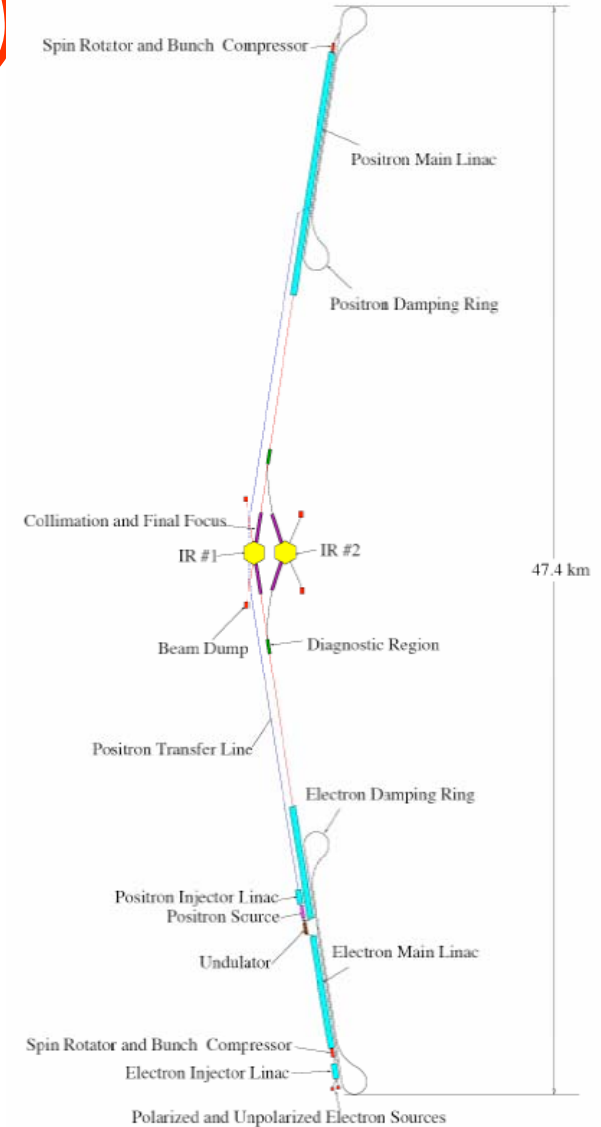 Spin Rotator and Bunch Compressor
Positron Main Linac
Positron Damping Ring
Collimation and Final Focus
IR #1
IR #2
47.4 km
Beam Dump
Diagnostic Region
Positron Transfer Line
Electron Damping Ring
Positron Injector Linac
Positron Source
Undulator
Electron Main Linac
Spin Rotator and Bunch Compressor
Electron Injector Linac
Polarized and Unpolarized Electron Sources